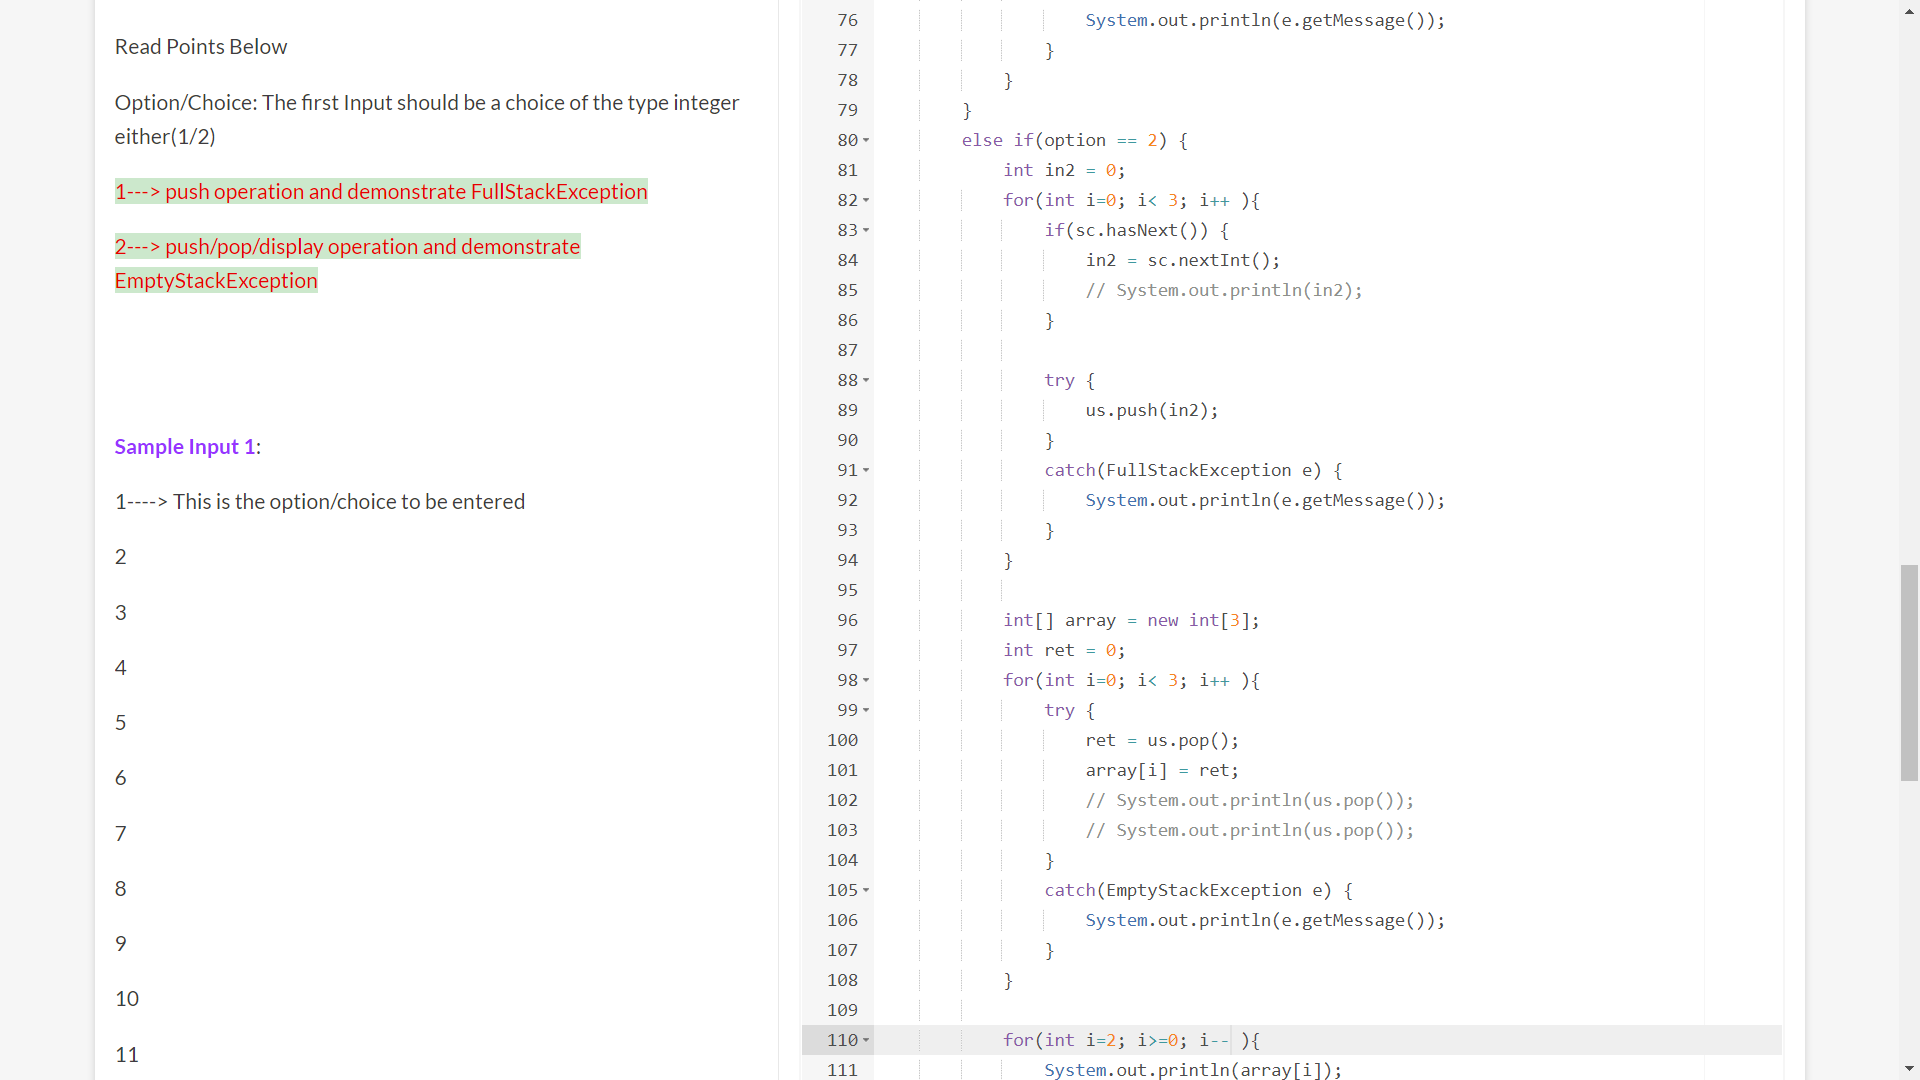 Read Points Below
Option/Choice: The first Input should be a choice of the type integer
either(1/2)
1---> push operation and demonstrate FullStackException
2---> push/pop/display operation and demonstrate
EmptyStackException
Sample Input 1:
1----> This is the option/choice to be entered
2
3
4
5
6
7
8
9
10
11
76 System.out.println(e.getMessage());
77 }
78 }
79 }
80 else if(option == 2) {
81 int in2 = 0;
82 for(int i=0; i< 3; i++ ){
83 if(sc.hasNext()) {
84 in2 = sc.nextInt();
85 // System.out.println(in2);
86 }
87
88 try {
89 us.push(in2);
90 }
91 catch(FullStackException e) {
92 System.out.println(e.getMessage());
93 }
94 }
95
96 int[] array = new int[3];
97 int ret = 0;
98 for(int i=0; i< 3; i++ ){
99 try {
100 ret = us.pop();
101 array[i] = ret;
102 // System.out.println(us.pop());
103 // System.out.println(us.pop());
104 }
105 catch(EmptyStackException e) {
106 System.out.println(e.getMessage());
107 }
108 }
109
110 for(int i=2; i>=0; i-- ){
111 System.out.println(array[i]);